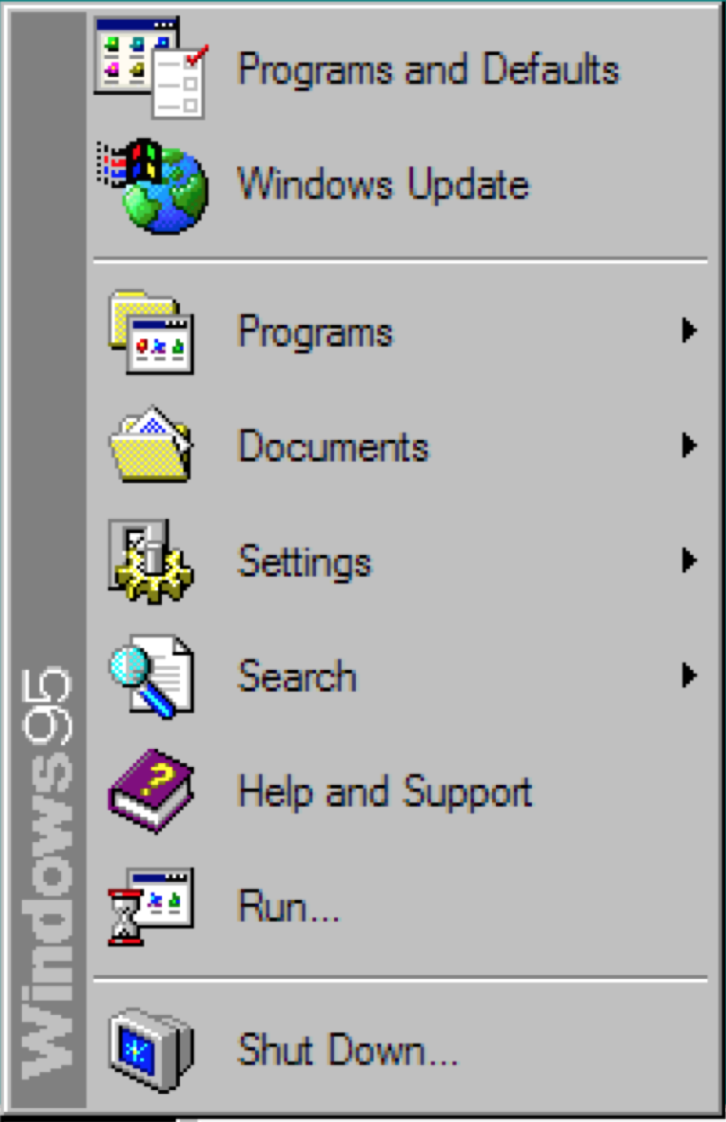 Programs and Defaults
Windows Update
Programs
Documents
Settings
Search
Help and Support
Run...
Shut Down...
Windows95